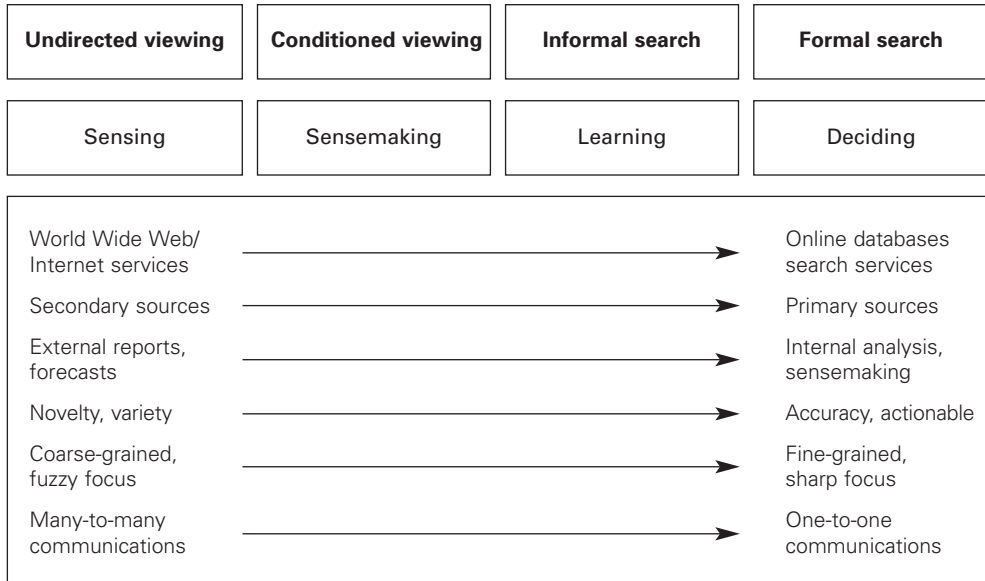 Undirected viewing
Conditioned viewing
Informal search
Formal search
Sensing
Sensemaking
Learning
Deciding
World Wide Web/
Internet services
Online databases
search services
Secondary sources
Primary sources
External reports,
forecasts
Internal analysis,
sensemaking
Novelty, variety
Accuracy, actionable
Coarse-grained,
fuzzy focus
Fine-grained,
sharp focus
Many-to-many
communications
One-to-one
communications